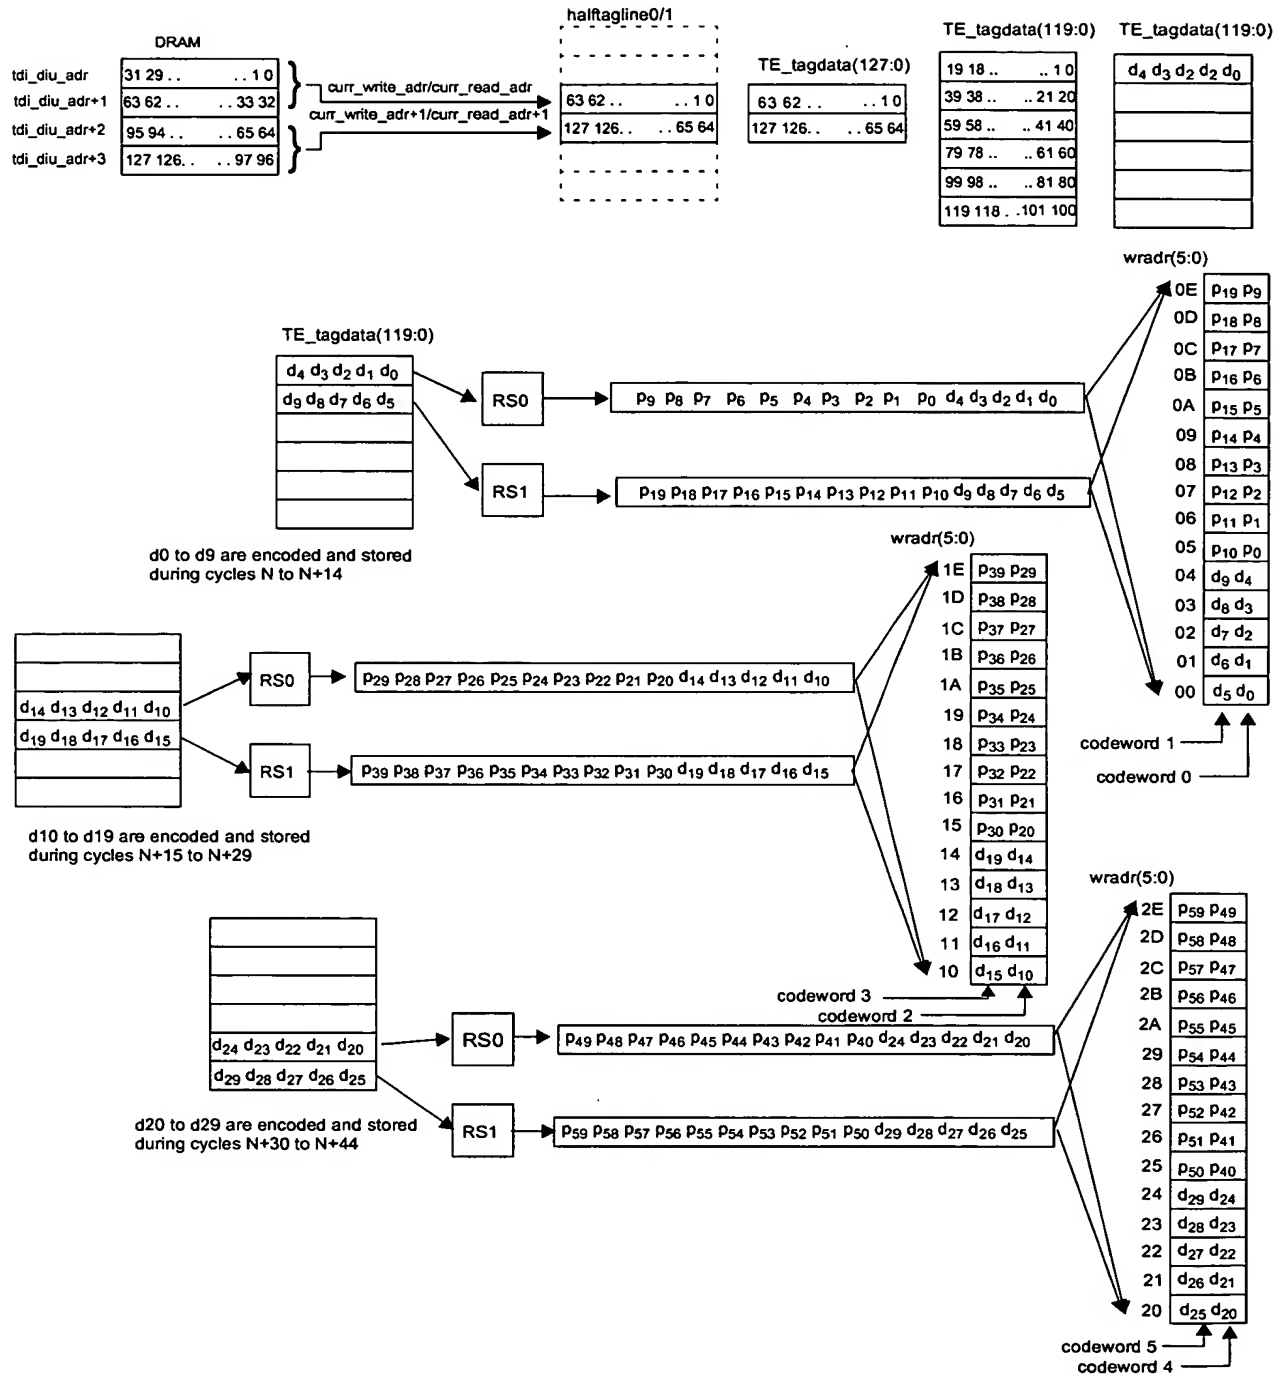 DRAM
tdi_diu_adr
31 29 . . . . 1 0
tdi_diu_adr+1
63 62 . . . . 33 32
tdi_diu_adr+2
95 94 . . . . 65 64
tdi_diu_adr+3
127 126. . . . 97 96
curr_write_adr/curr_read_adr
curr_write_adr+1/curr_read_adr+1
halftagline0/1
63 62 . . . . 1 0
127 126. . . . 65 64
TE_tagdata(127:0)
63 62 . . . . 1 0
127 126. . . . 65 64
TE_tagdata(119:0)
19 18 .. .. 1 0
39 38 .. .. 21 20
59 58 .. .. 41 40
79 78 .. .. 61 60
99 98 .. .. 81 80
119 118 . . .101 100
TE_tagdata(119:0)
d4 d3 d2 d2 d0
TE_tagdata(119:0)
d4 d3 d2 d1 d0
d9 d8 d7 d6 d5
RS0
p9 p8 p7 p6 p5 p4 p3 p2 p1 p0 d4 d3 d2 d1 d0
RS1
p19 p18 p17 p16 p15 p14 p13 p12 p11 p10 d9 d8 d7 d6 d5
d0 to d9 are encoded and stored
during cycles N to N+14
wradr(5:0)
0E p19 p9
0D p18 p8
0C p17 p7
0B p16 p6
0A p15 p5
09 p14 p4
08 p13 p3
07 p12 p2
06 p11 p1
05 p10 p0
04 d9 d4
03 d8 d3
02 d7 d2
01 d6 d1
00 d5 d0
codeword 1
codeword 0
d14 d13 d12 d11 d10
d19 d18 d17 d16 d15
RS0
p29 p28 p27 p26 p25 p24 p23 p22 p21 p20 d14 d13 d12 d11 d10
RS1
p39 p38 p37 p36 p35 p34 p33 p32 p31 p30 d19 d18 d17 d16 d15
d10 to d19 are encoded and stored
during cycles N+15 to N+29
wradr(5:0)
1E p39 p29
1D p38 p28
1C p37 p27
1B p36 p26
1A p35 p25
19 p34 p24
18 p33 p23
17 p32 p22
16 p31 p21
15 p30 p20
14 d19 d14
13 d18 d13
12 d17 d12
11 d16 d11
10 d15 d10
codeword 3
codeword 2
d24 d23 d22 d21 d20
d29 d28 d27 d26 d25
RS0
p49 p48 p47 p46 p45 p44 p43 p42 p41 p40 d24 d23 d22 d21 d20
RS1
p59 p58 p57 p56 p55 p54 p53 p52 p51 p50 d29 d28 d27 d26 d25
d20 to d29 are encoded and stored
during cycles N+30 to N+44
wradr(5:0)
2E p59 p49
2D p58 p48
2C p57 p47
2B p56 p46
2A p55 p45
29 p54 p44
28 p53 p43
27 p52 p42
26 p51 p41
25 p50 p40
24 d29 d24
23 d28 d23
22 d27 d22
21 d26 d21
20 d25 d20
codeword 5
codeword 4